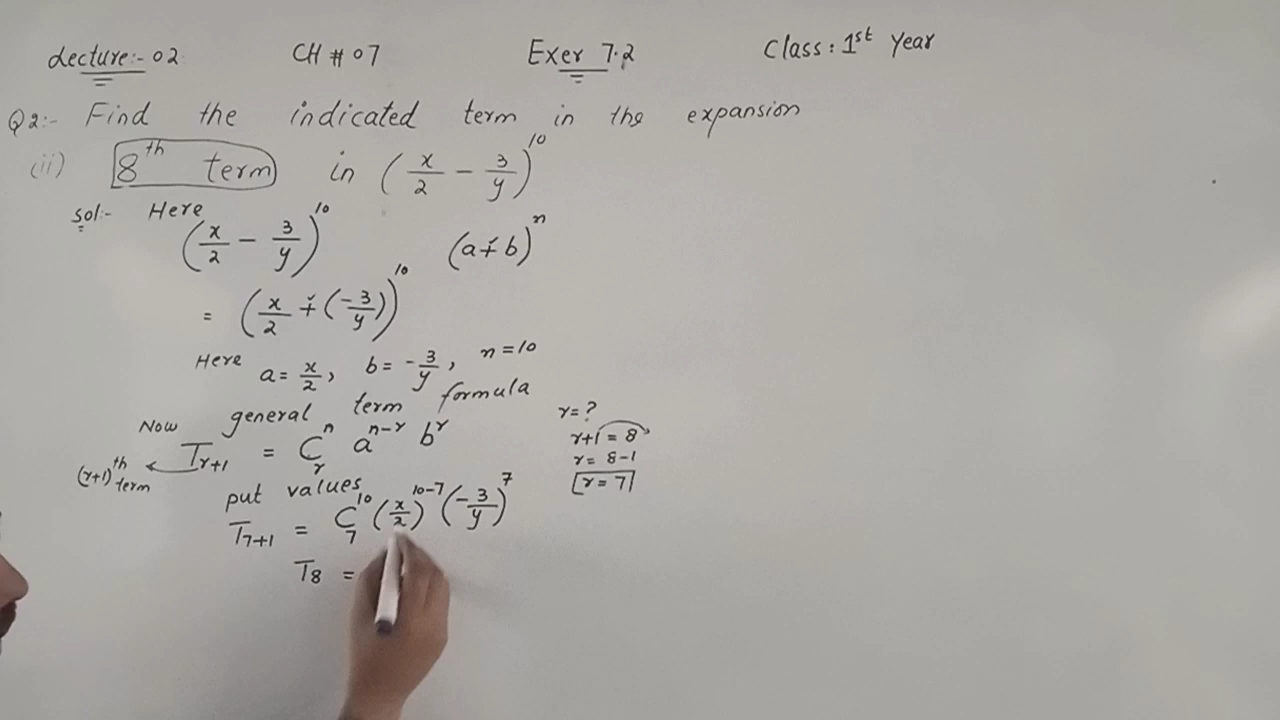 Lecture:- 02 CH # 07 Exer 7.2 Class: 1st Year
Q2:- Find the indicated term in the expansion
(ii) 8th term in (x/2 - 3/y)^10
Sol:- Here
(x/2 - 3/y)^10 (a+b)^n
= (x/2 + (-3/y))^10
Here a = x/2, b = -3/y, n = 10
Now general term formula
T_{r+1} = C^n_r a^{n-r} b^r
(r+1)th term
put values
T_{7+1} = C^10_7 (x/2)^{10-7} (-3/y)^7
T_8 =
r = ?
r+1 = 8
r = 8-1
r = 7